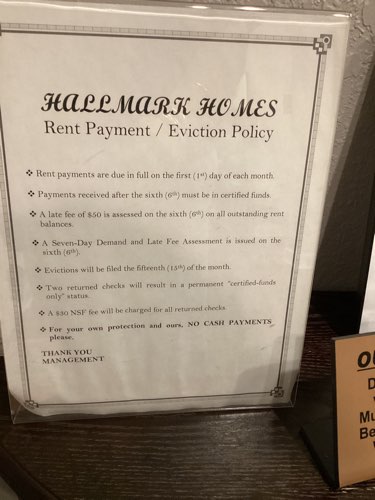 HALLMARK HOMES
Rent Payment / Eviction Policy
❖ Rent payments are due in full on the first (1st) day of each month.
❖ Payments received after the sixth (6th) must be in certified funds.
❖ A late fee of $50 is assessed on the sixth (6th) on all outstanding rent
balances.
❖ A Seven-Day Demand and Late Fee Assessment is issued on the
sixth (6th).
❖ Evictions will be filed the fifteenth (15th) of the month.
❖ Two returned checks will result in a permanent "certified-funds
only" status.
❖ A $30 NSF fee will be charged for all returned checks.
❖ For your own protection and ours, NO CASH PAYMENTS
please.
THANK YOU
MANAGEMENT